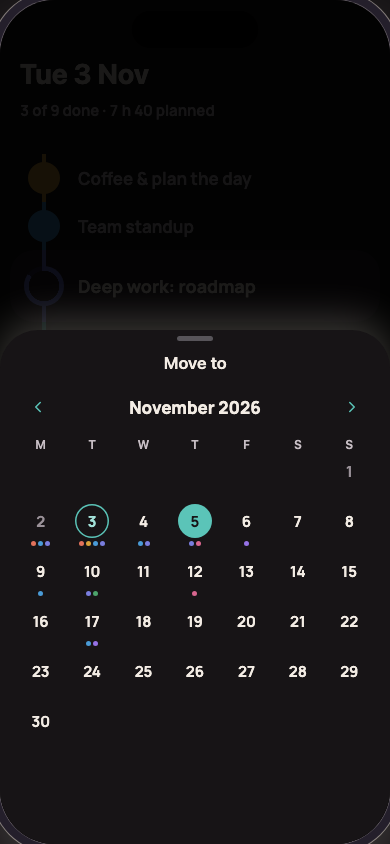 Tue 3 Nov
3 of 9 done · 7 h 40 planned
Coffee & plan the day
Team standup
Deep work: roadmap
Move to
November 2026
M T W T F S S
1
2 3 4 5 6 7 8
9 10 11 12 13 14 15
16 17 18 19 20 21 22
23 24 25 26 27 28 29
30